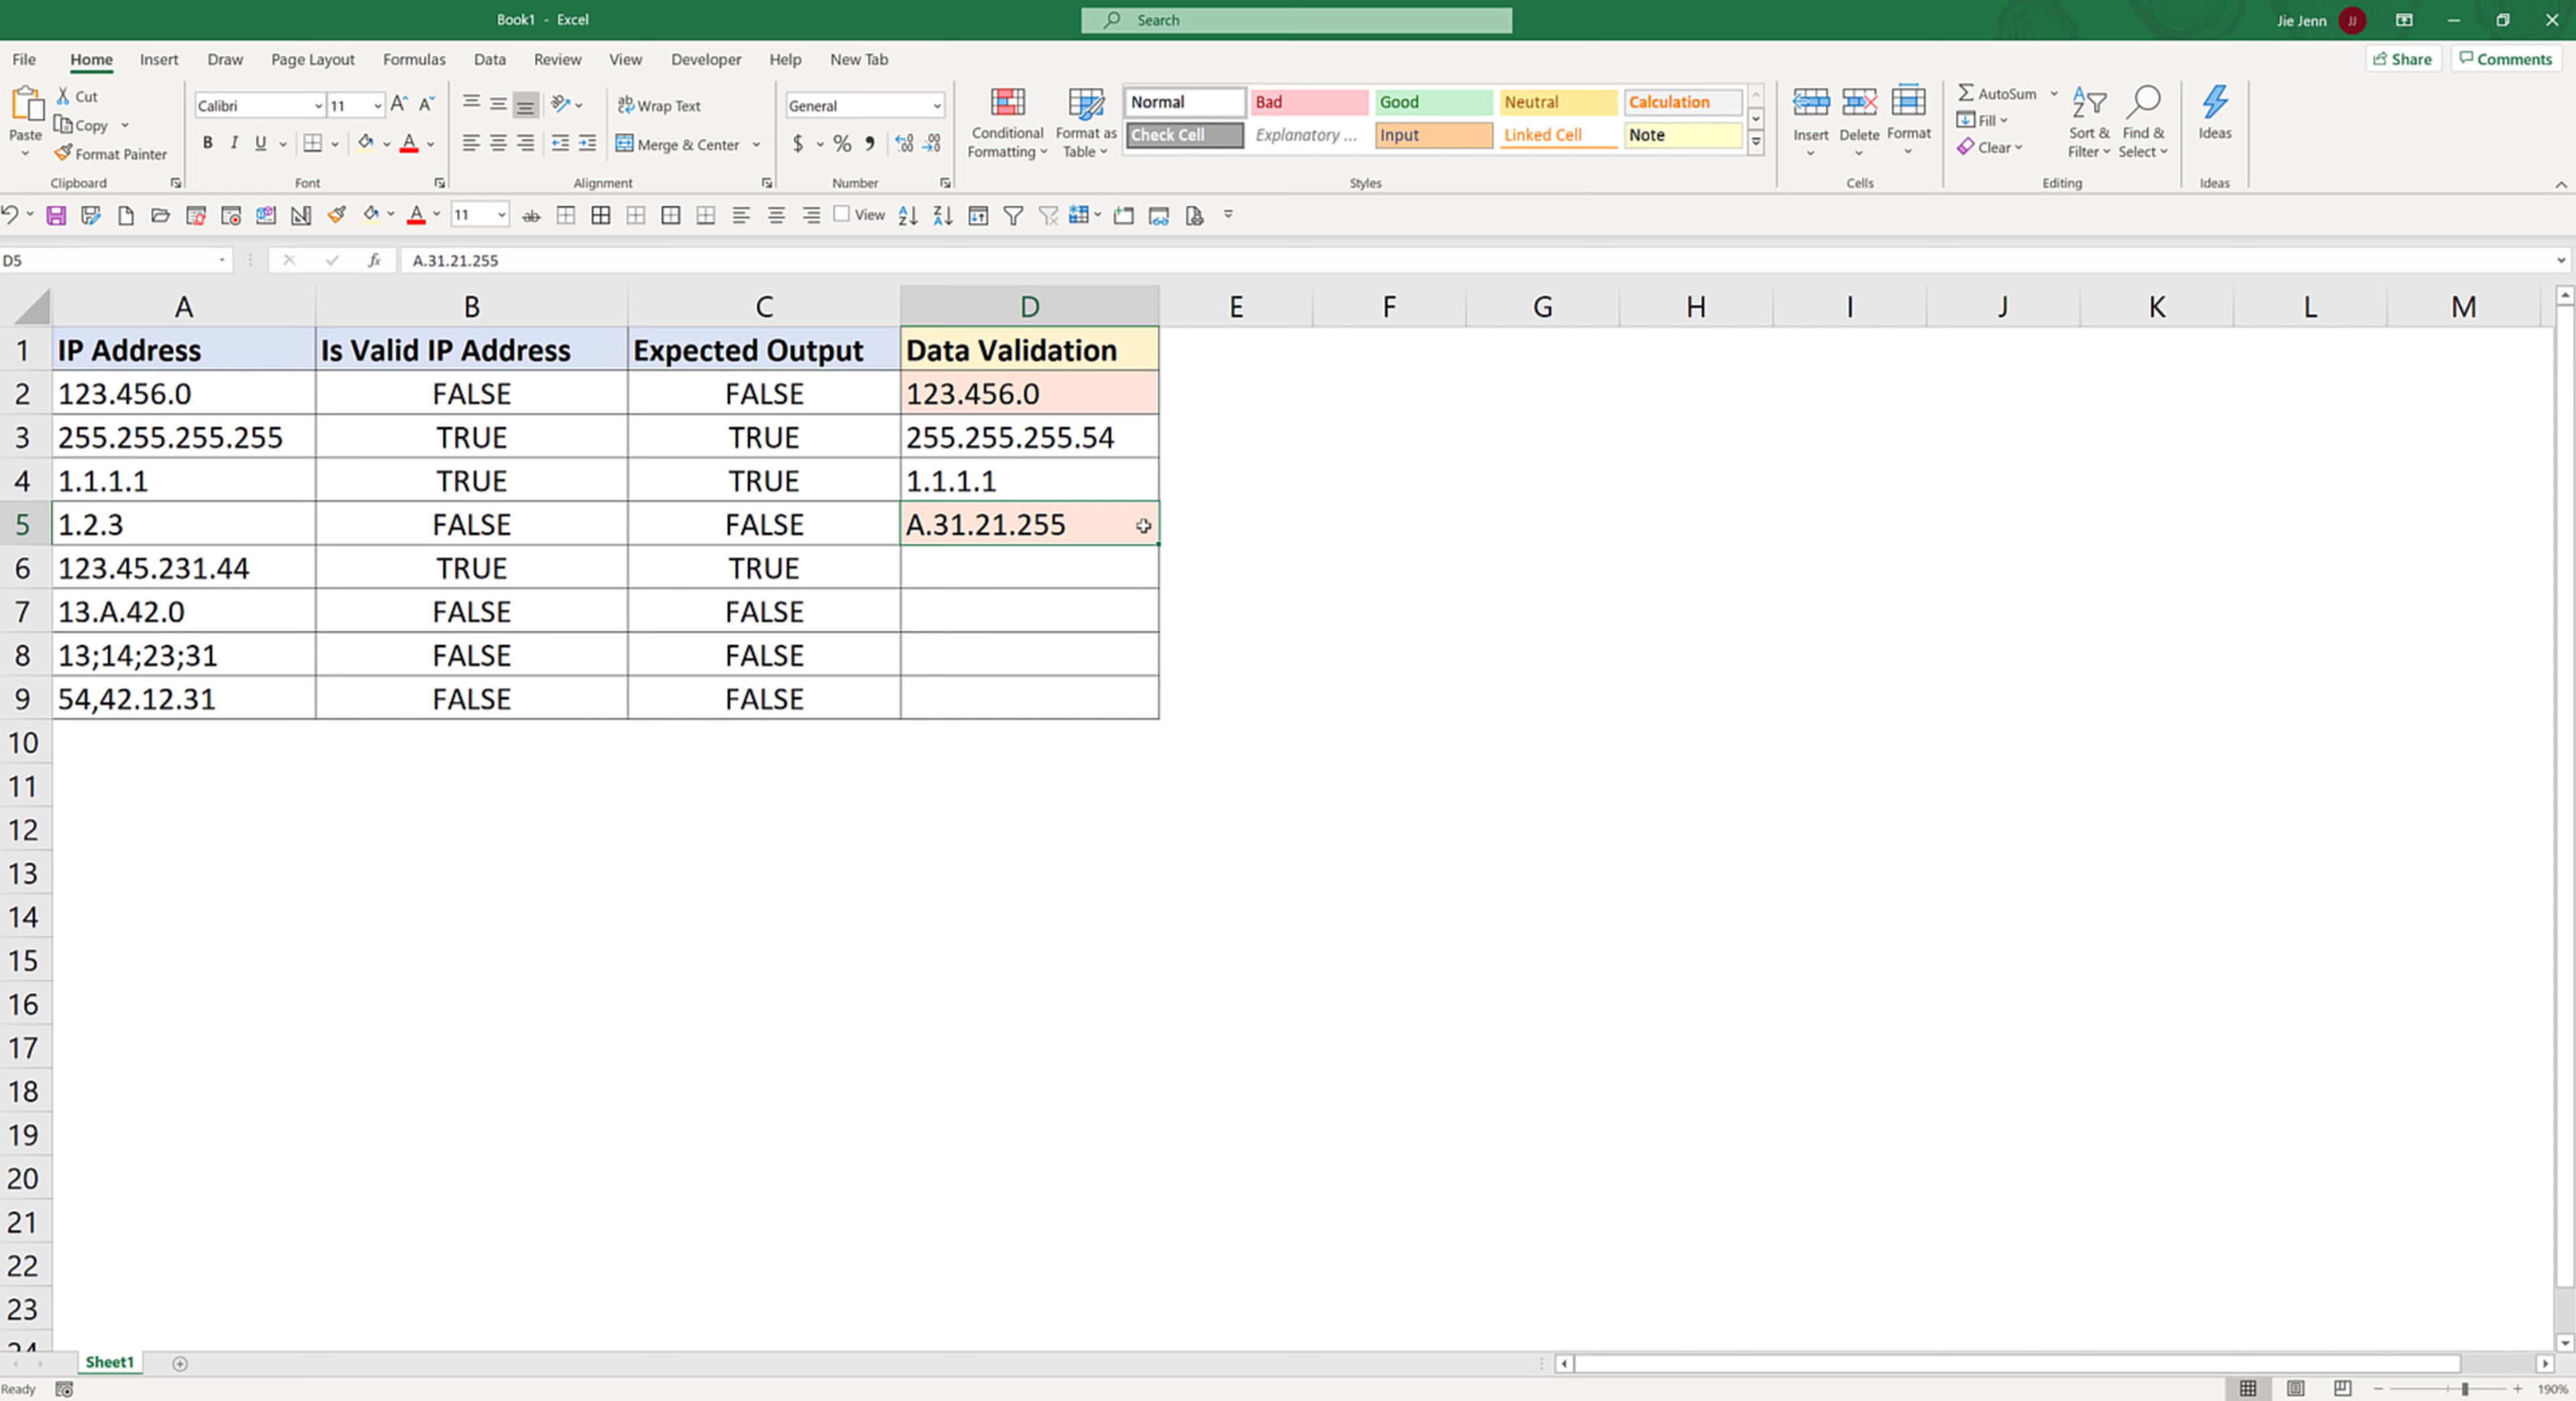 Book1 - Excel
Search
Jie Jenn
JJ
File Home Insert Draw Page Layout Formulas Data Review View Developer Help New Tab
Share Comments
Paste
Cut
Copy
Format Painter
Clipboard
Calibri 11
B I U
Font
Wrap Text
Merge & Center
Alignment
General
$ %
Number
Conditional Formatting
Format as Table
Normal Bad Good Neutral Calculation
Check Cell Explanatory ... Input Linked Cell Note
Styles
Insert Delete Format
Cells
AutoSum
Fill
Clear
Sort & Filter
Find & Select
Editing
Ideas
Ideas
11
View
D5
fx
A.31.21.255
A B C D E F G H I J K L M
1 IP Address Is Valid IP Address Expected Output Data Validation
2 123.456.0 FALSE FALSE 123.456.0
3 255.255.255.255 TRUE TRUE 255.255.255.54
4 1.1.1.1 TRUE TRUE 1.1.1.1
5 1.2.3 FALSE FALSE A.31.21.255
6 123.45.231.44 TRUE TRUE
7 13.A.42.0 FALSE FALSE
8 13;14;23;31 FALSE FALSE
9 54,42.12.31 FALSE FALSE
10
11
12
13
14
15
16
17
18
19
20
21
22
23
24
Sheet1
Ready
190%